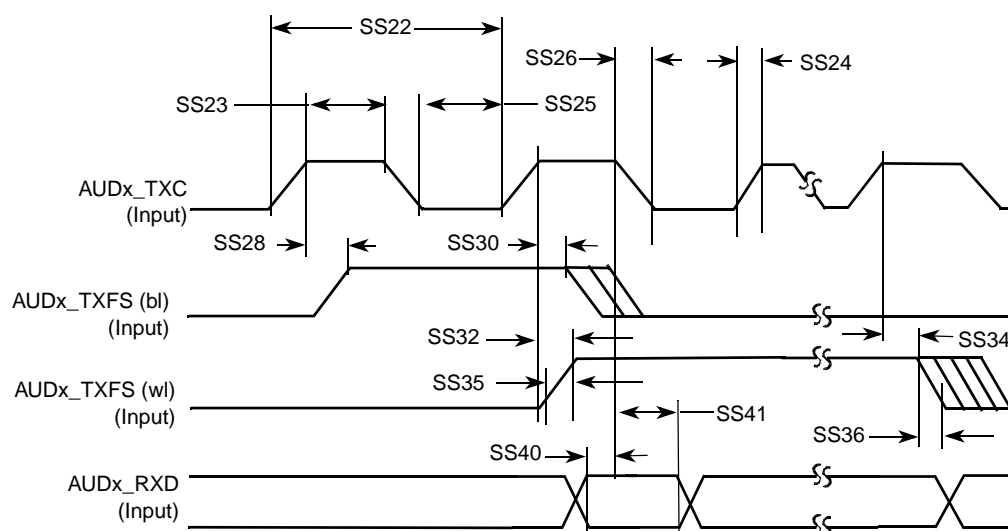 SS22
SS26
SS24
SS23
SS25
AUDx_TXC
(Input)
SS28
SS30
AUDx_TXFS (bl)
(Input)
SS32
SS34
AUDx_TXFS (wl)
(Input)
SS35
SS41
SS36
SS40
AUDx_RXD
(Input)